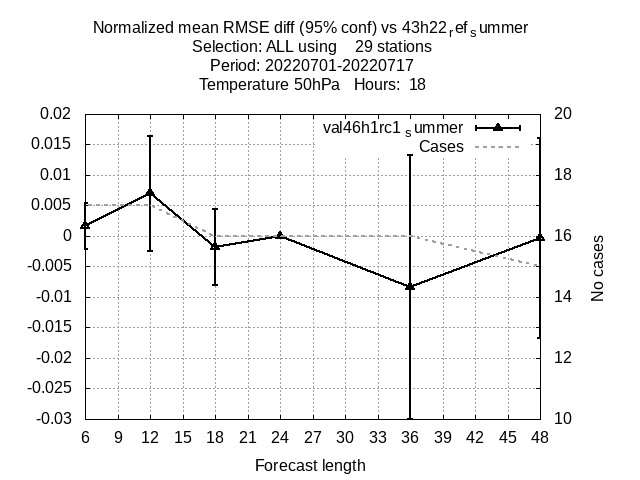 Normalized mean RMSE diff (95% conf) vs 43h22refsummer
Selection: ALL using 29 stations
Period: 20220701-20220717
Temperature 50hPa Hours: 18
val46h1rc1summer
Cases
0.02
0.015
0.01
0.005
0
-0.005
-0.01
-0.015
-0.02
-0.025
-0.03
20
18
16
14
12
10
No cases
6 9 12 15 18 21 24 27 30 33 36 39 42 45 48
Forecast length